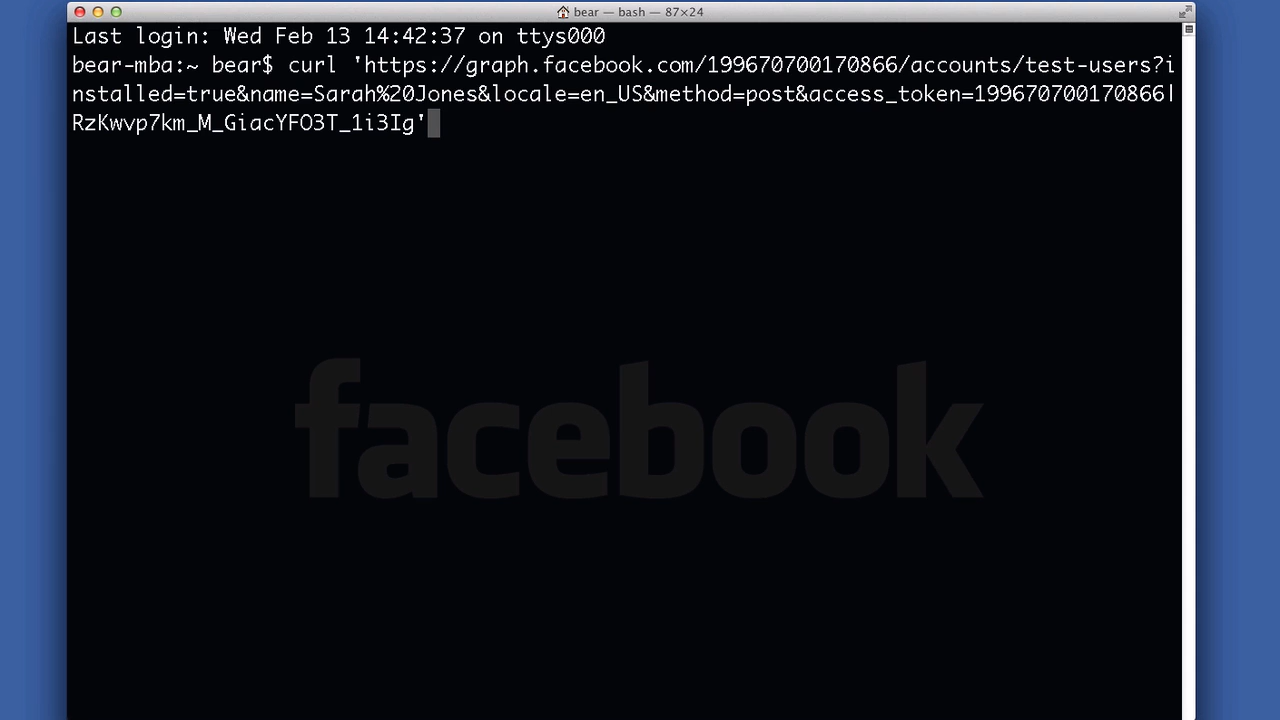 bear — bash — 87×24
Last login: Wed Feb 13 14:42:37 on ttys000
bear-mba:~ bear$ curl 'https://graph.facebook.com/199670700170866/accounts/test-users?i
nstalled=true&name=Sarah%20Jones&locale=en_US&method=post&access_token=199670700170866|
RzKwvp7km_M_GiacYFO3T_1i3Ig'
facebook